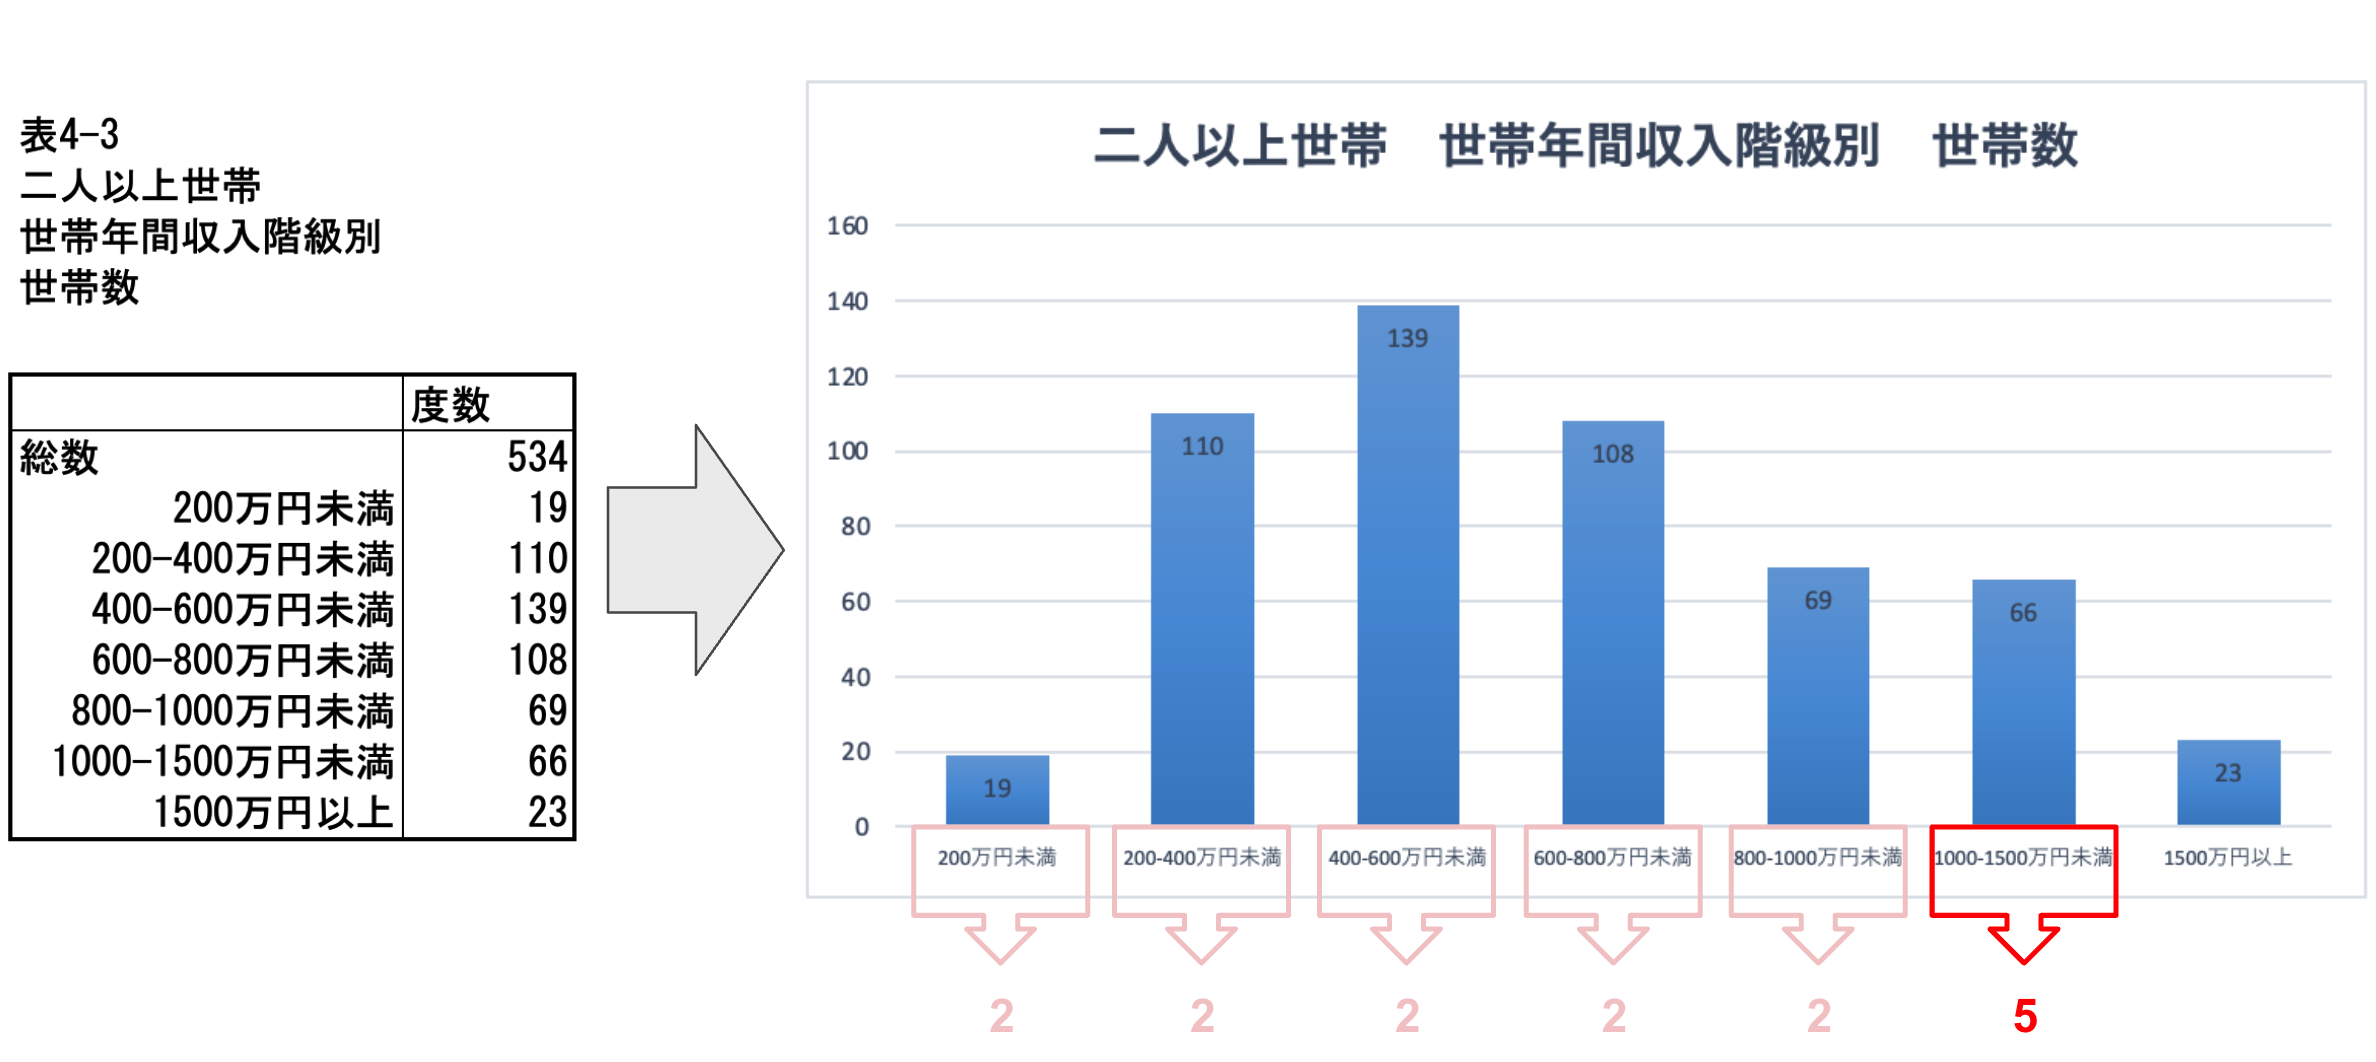 表4-3
二人以上世帯
世帯年間収入階級別
世帯数
度数
総数 534
200万円未満 19
200-400万円未満 110
400-600万円未満 139
600-800万円未満 108
800-1000万円未満 69
1000-1500万円未満 66
1500万円以上 23
二人以上世帯　世帯年間収入階級別　世帯数
160
140
120
100
80
60
40
20
0
19 110 139 108 69 66 23
200万円未満 200-400万円未満 400-600万円未満 600-800万円未満 800-1000万円未満 1000-1500万円未満 1500万円以上
2 2 2 2 2 5